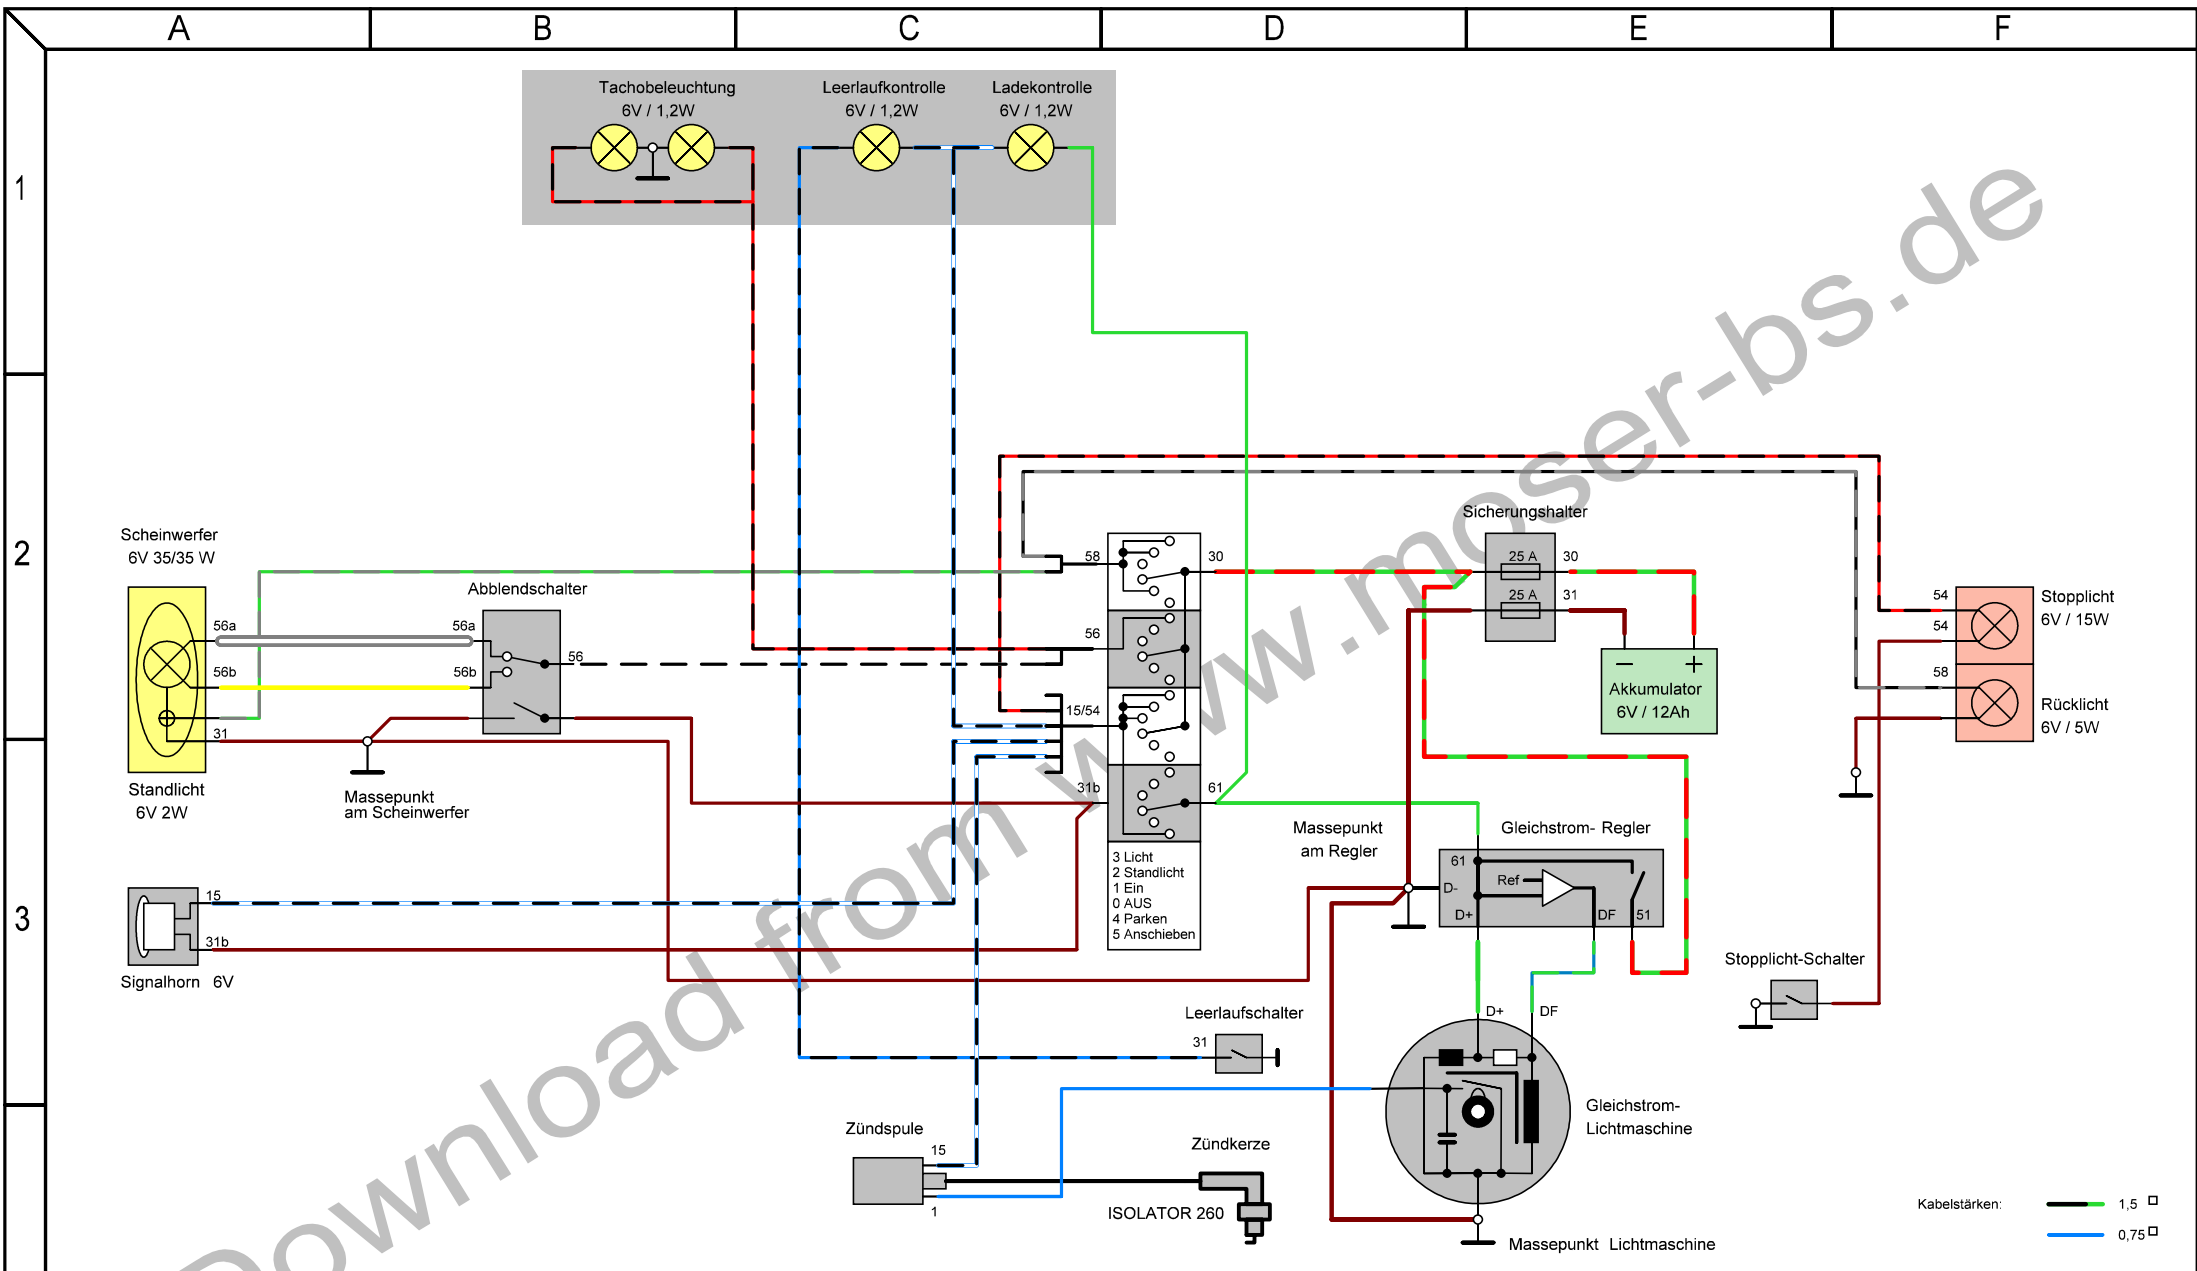 A B C D E F
Tachobeleuchtung
6V / 1,2W
Leerlaufkontrolle
6V / 1,2W
Ladekontrolle
6V / 1,2W
1
2
3
Scheinwerfer
6V 35/35 W
56a
56b
31
Standlicht
6V 2W
Abblendschalter
56a
56b
56
Massepunkt
am Scheinwerfer
15
31b
Signalhorn 6V
58
30
56
15/54
31b
61
3 Licht
2 Standlicht
1 Ein
0 AUS
4 Parken
5 Anschieben
Sicherungshalter
25 A
30
25 A
31
− +
Akkumulator
6V / 12Ah
54
Stopplicht
6V / 15W
54
58
Rücklicht
6V / 5W
Massepunkt
am Regler
Gleichstrom- Regler
61
Ref
D-
D+
DF
51
Stopplicht-Schalter
Leerlaufschalter
31
D+
DF
Gleichstrom-
Lichtmaschine
Zündspule
15
1
Zündkerze
ISOLATOR 260
Massepunkt Lichtmaschine
Kabelstärken:
1,5
0,75
Download from www.moser-bs.de